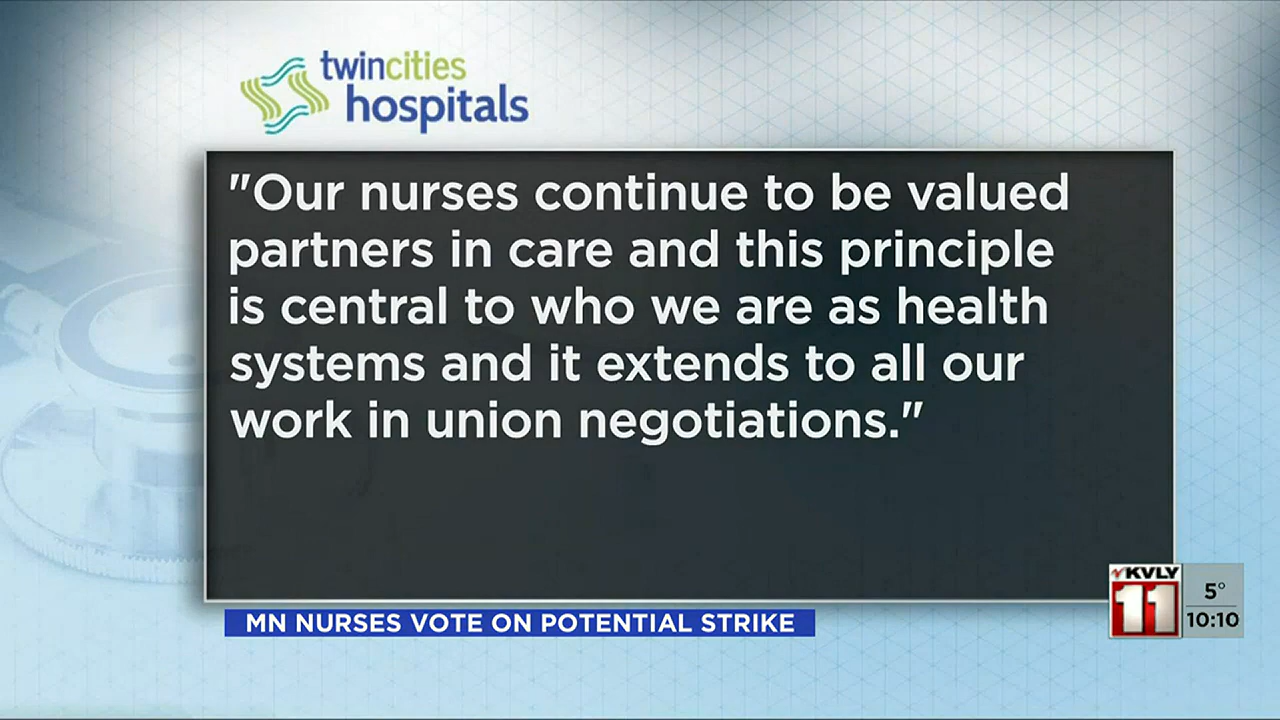 twincities
hospitals
"Our nurses continue to be valued
partners in care and this principle
is central to who we are as health
systems and it extends to all our
work in union negotiations."
MN NURSES VOTE ON POTENTIAL STRIKE
KVLY
11
5°
10:10